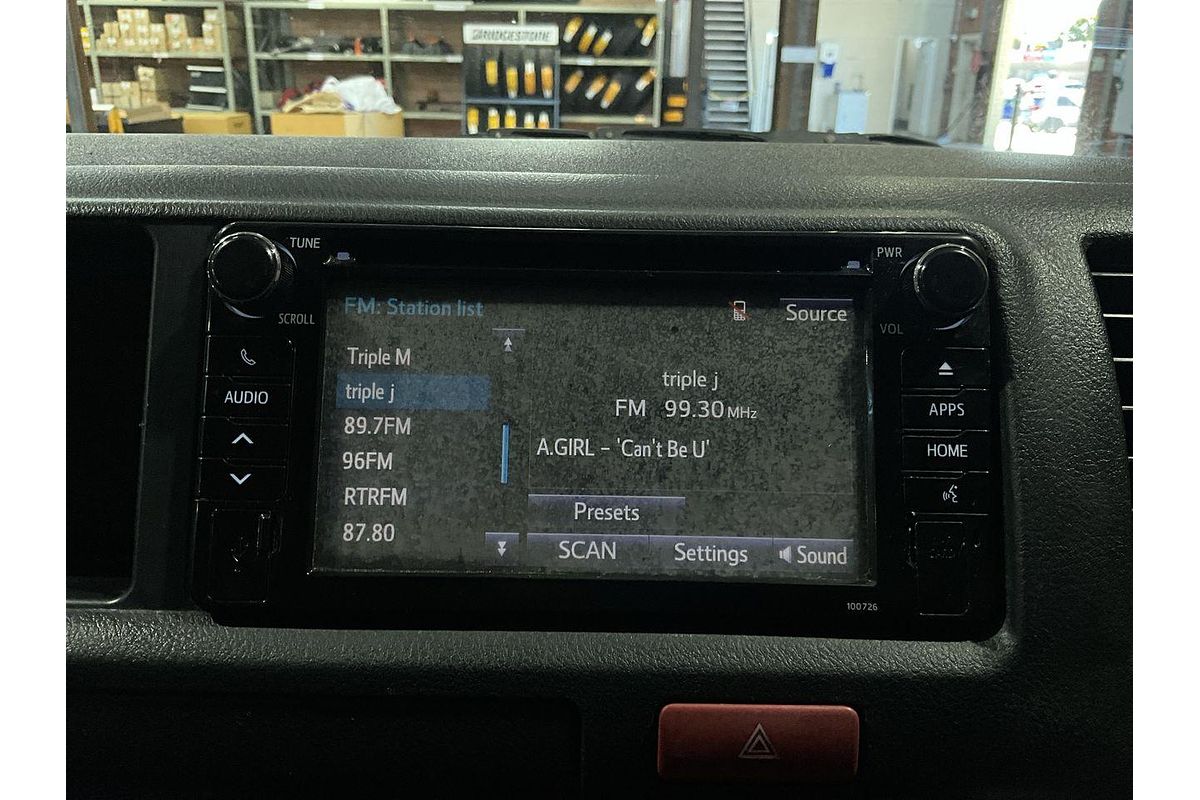 TUNE
PWR
SCROLL
VOL
AUDIO
APPS
HOME
FM: Station list
Source
Triple M
triple j
89.7FM
96FM
RTRFM
87.80
triple j
FM 99.30 MHz
A.GIRL – 'Can't Be U'
Presets
SCAN
Settings
Sound
100726